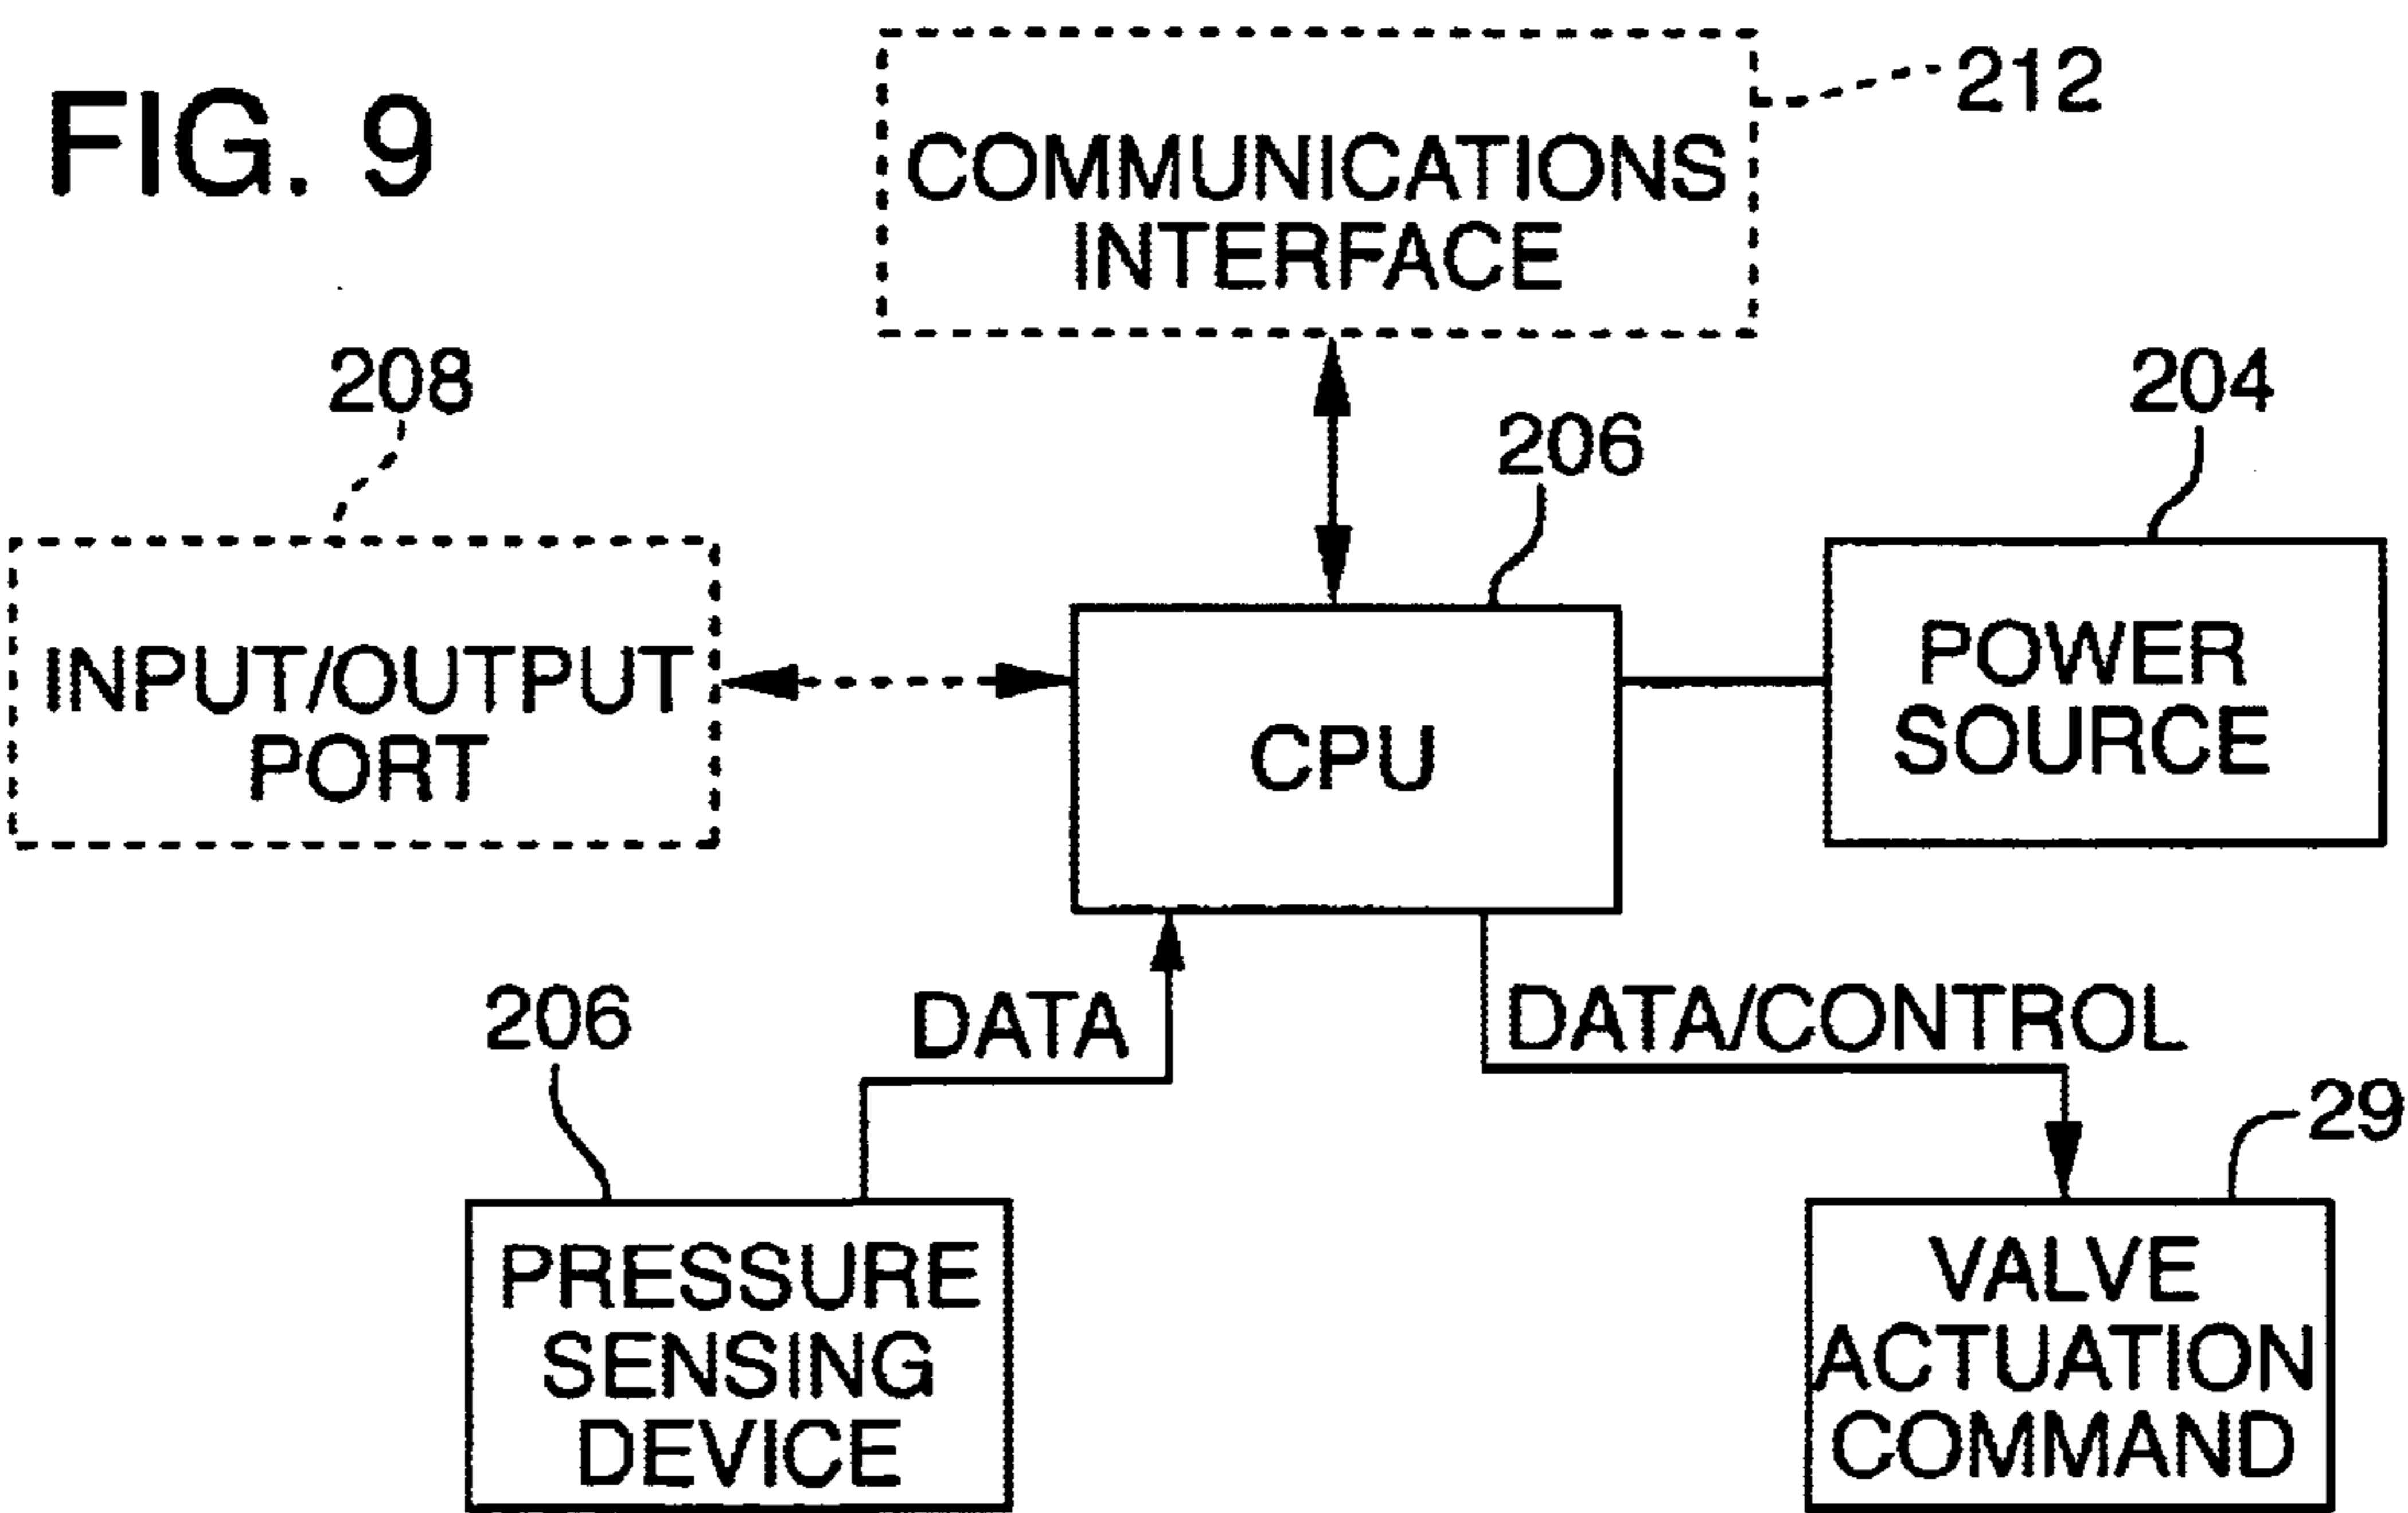 FIG. 9
212
COMMUNICATIONS
INTERFACE
208
206
204
INPUT/OUTPUT
PORT
CPU
POWER
SOURCE
206
DATA
DATA/CONTROL
29
PRESSURE
SENSING
DEVICE
VALVE
ACTUATION
COMMAND